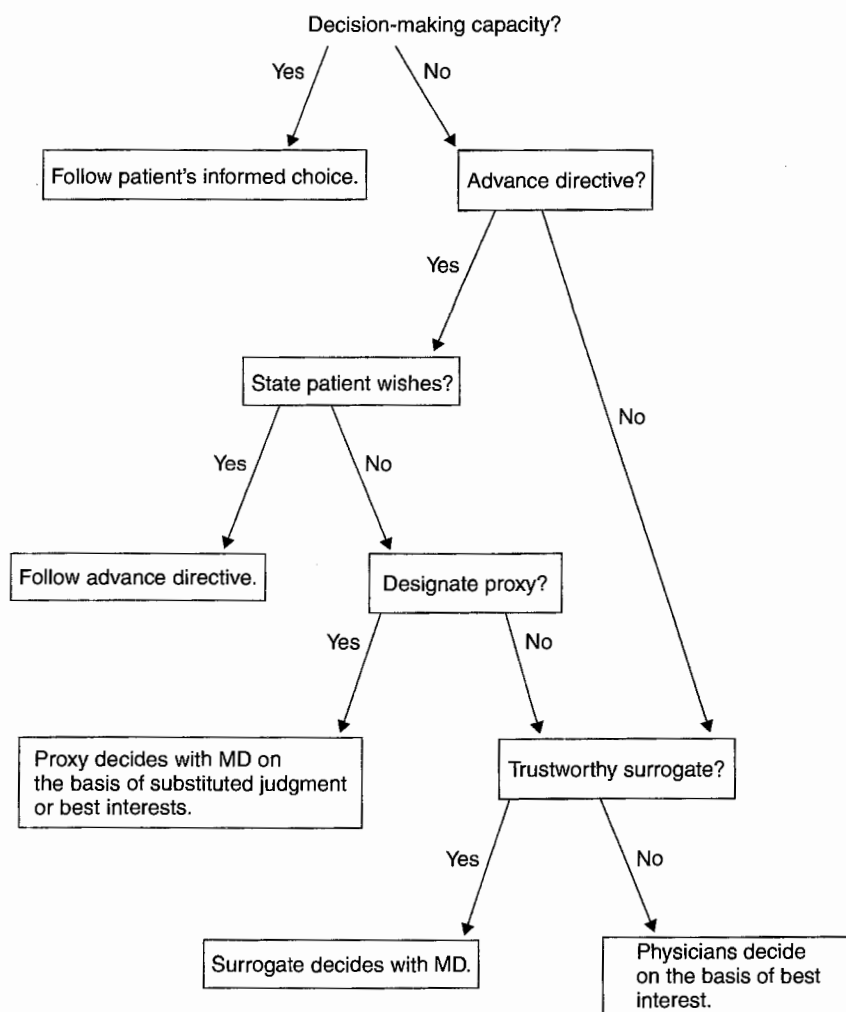 Decision-making capacity?
Yes
No
Follow patient's informed choice.
Advance directive?
Yes
No
State patient wishes?
Yes
No
Follow advance directive.
Designate proxy?
Yes
No
Proxy decides with MD on
the basis of substituted judgment
or best interests.
Trustworthy surrogate?
Yes
No
Surrogate decides with MD.
Physicians decide
on the basis of best
interest.